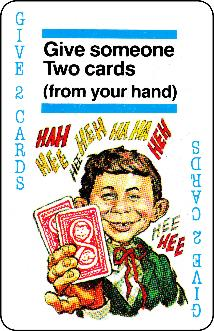 GIVE 2 CARDS
Give someone
Two cards
(from your hand)
HAH
HEE
HEE
HEH
HA HA
HEH
HEE
HEE
GIVE 2 CARDS